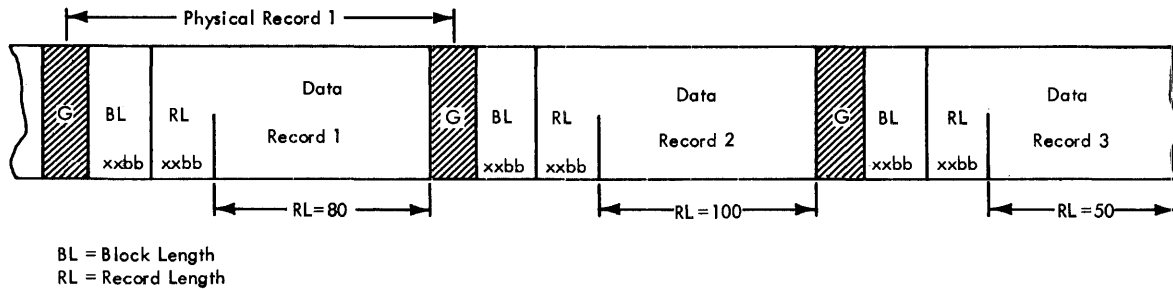 Physical Record 1
G BL RL Data G BL RL Data G BL RL Data
Record 1 Record 2 Record 3
xxbb xxbb xxbb xxbb xxbb xxbb
RL=80 RL=100 RL=50
BL = Block Length
RL = Record Length